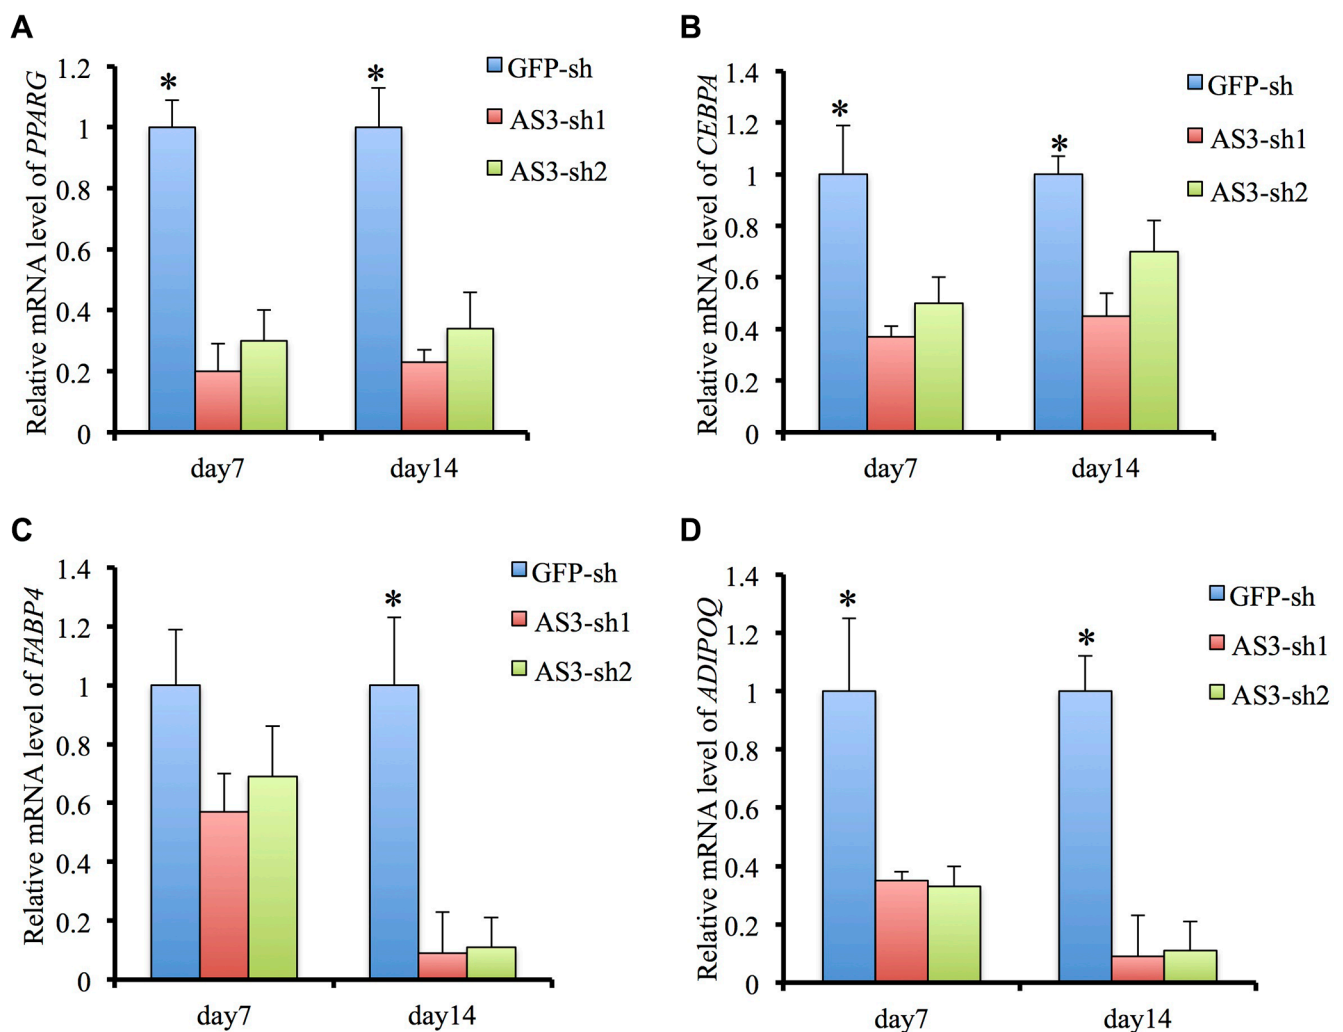 A
Relative mRNA level of PPARG
1.2
1
0.8
0.6
0.4
0.2
0
*
*
GFP-sh
AS3-sh1
AS3-sh2
day7
day14
B
Relative mRNA level of CEBPA
1.4
1.2
1
0.8
0.6
0.4
0.2
0
*
*
GFP-sh
AS3-sh1
AS3-sh2
day7
day14
C
Relative mRNA level of FABP4
1.4
1.2
1
0.8
0.6
0.4
0.2
0
*
GFP-sh
AS3-sh1
AS3-sh2
day7
day14
D
Relative mRNA level of ADIPOQ
1.4
1.2
1
0.8
0.6
0.4
0.2
0
*
*
GFP-sh
AS3-sh1
AS3-sh2
day7
day14